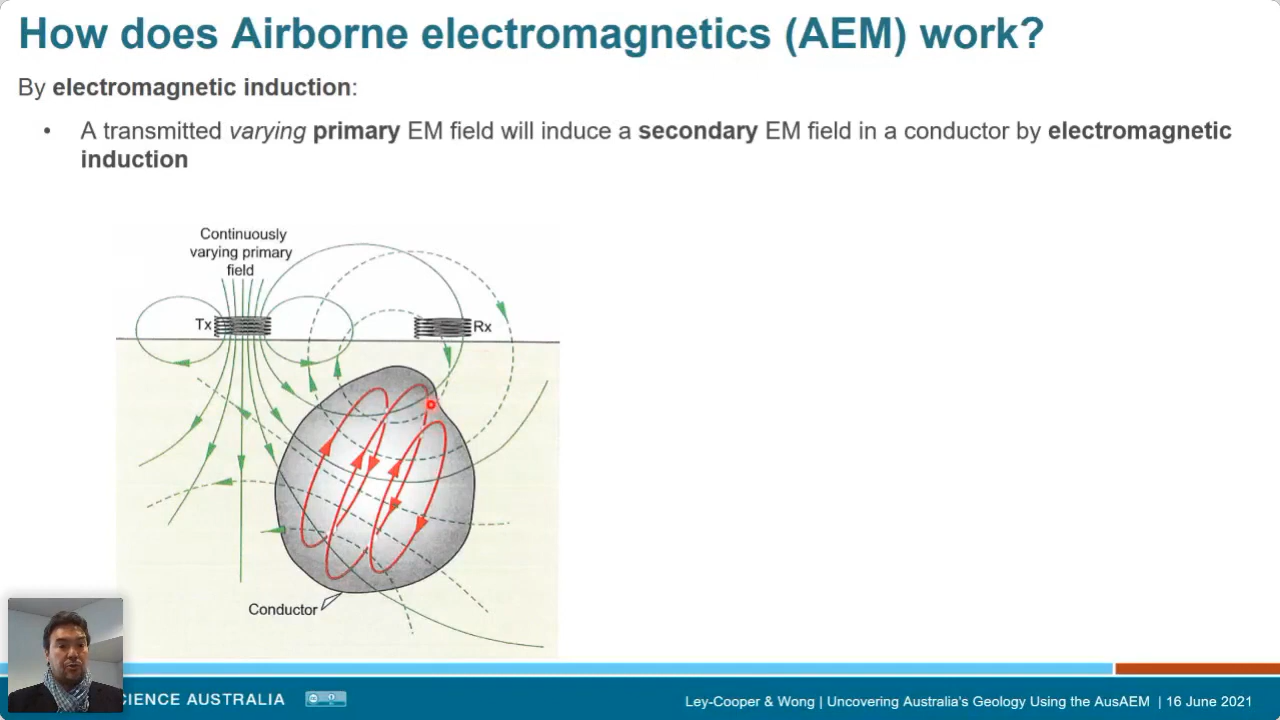 How does Airborne electromagnetics (AEM) work?
By electromagnetic induction:
• A transmitted varying primary EM field will induce a secondary EM field in a conductor by electromagnetic
induction
Continuously
varying primary
field
Tx
Rx
Conductor
CIENCE AUSTRALIA
Ley-Cooper & Wong | Uncovering Australia's Geology Using the AusAEM | 16 June 2021